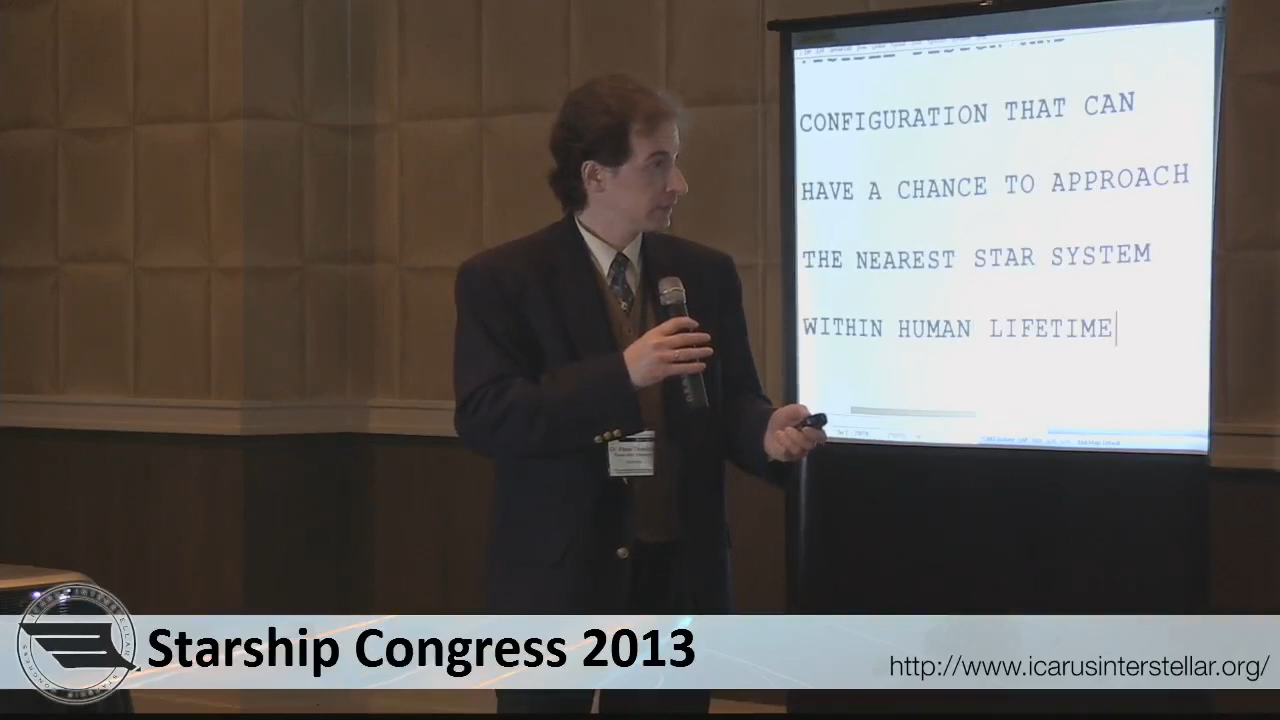 CONFIGURATION THAT CAN
HAVE A CHANCE TO APPROACH
THE NEAREST STAR SYSTEM
WITHIN HUMAN LIFETIME
Starship Congress 2013
http://www.icarusinterstellar.org/